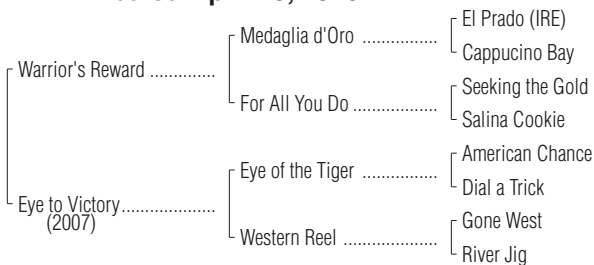 El Prado (IRE)
Medaglia d'Oro ................
Cappucino Bay
Warrior's Reward .............
Seeking the Gold
For All You Do ..................
Salina Cookie
American Chance
Eye of the Tiger ................
Dial a Trick
Eye to Victory...................
(2007)
Gone West
Western Reel ....................
River Jig